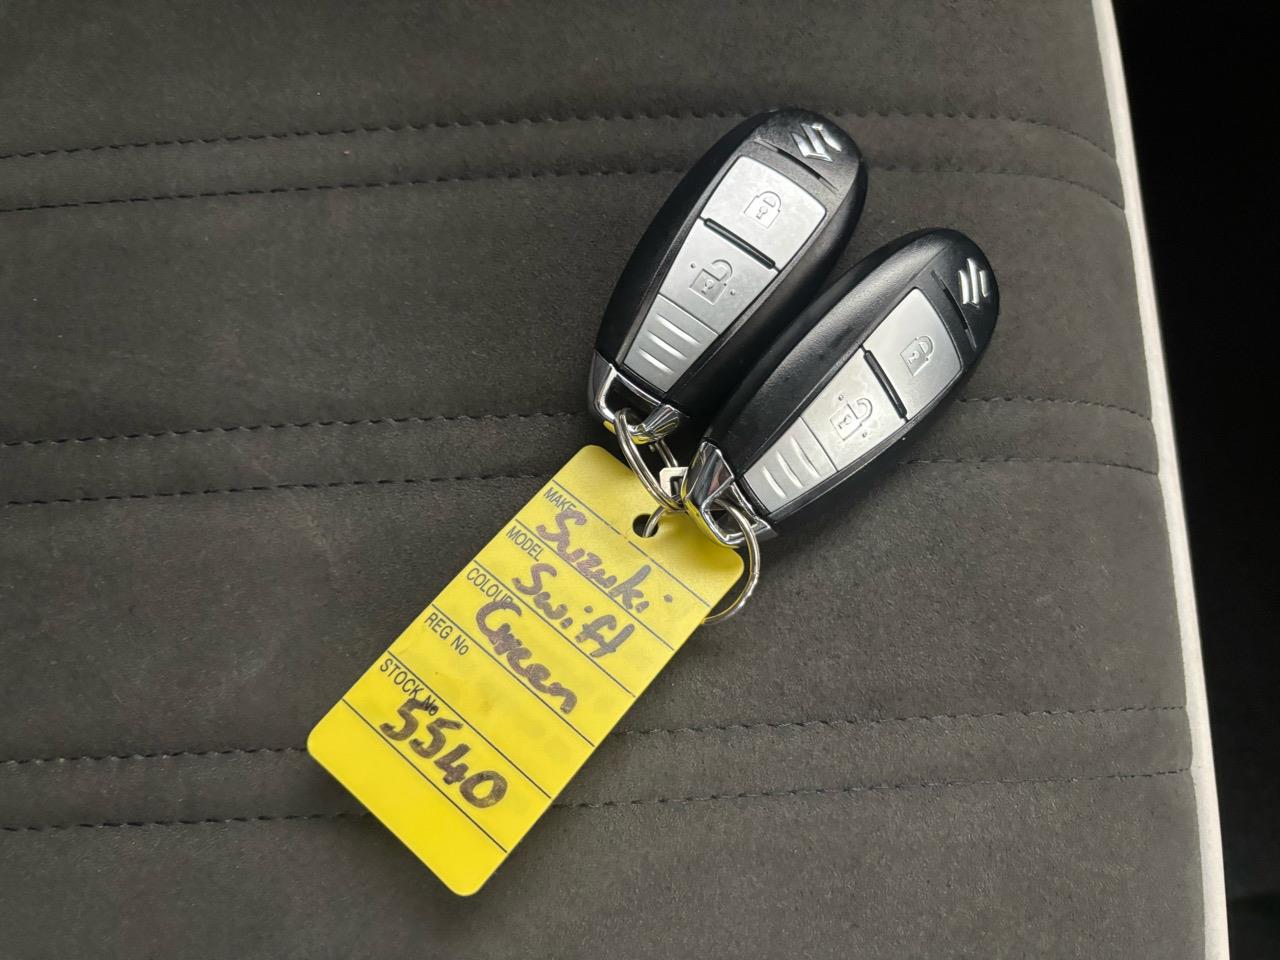 MAKE Suzuki
MODEL Swift
COLOUR Green
REG No
STOCK No 5540